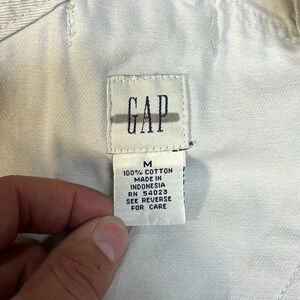 GAP
M
100% COTTON
MADE IN
INDONESIA
RN 54023
SEE REVERSE
FOR CARE